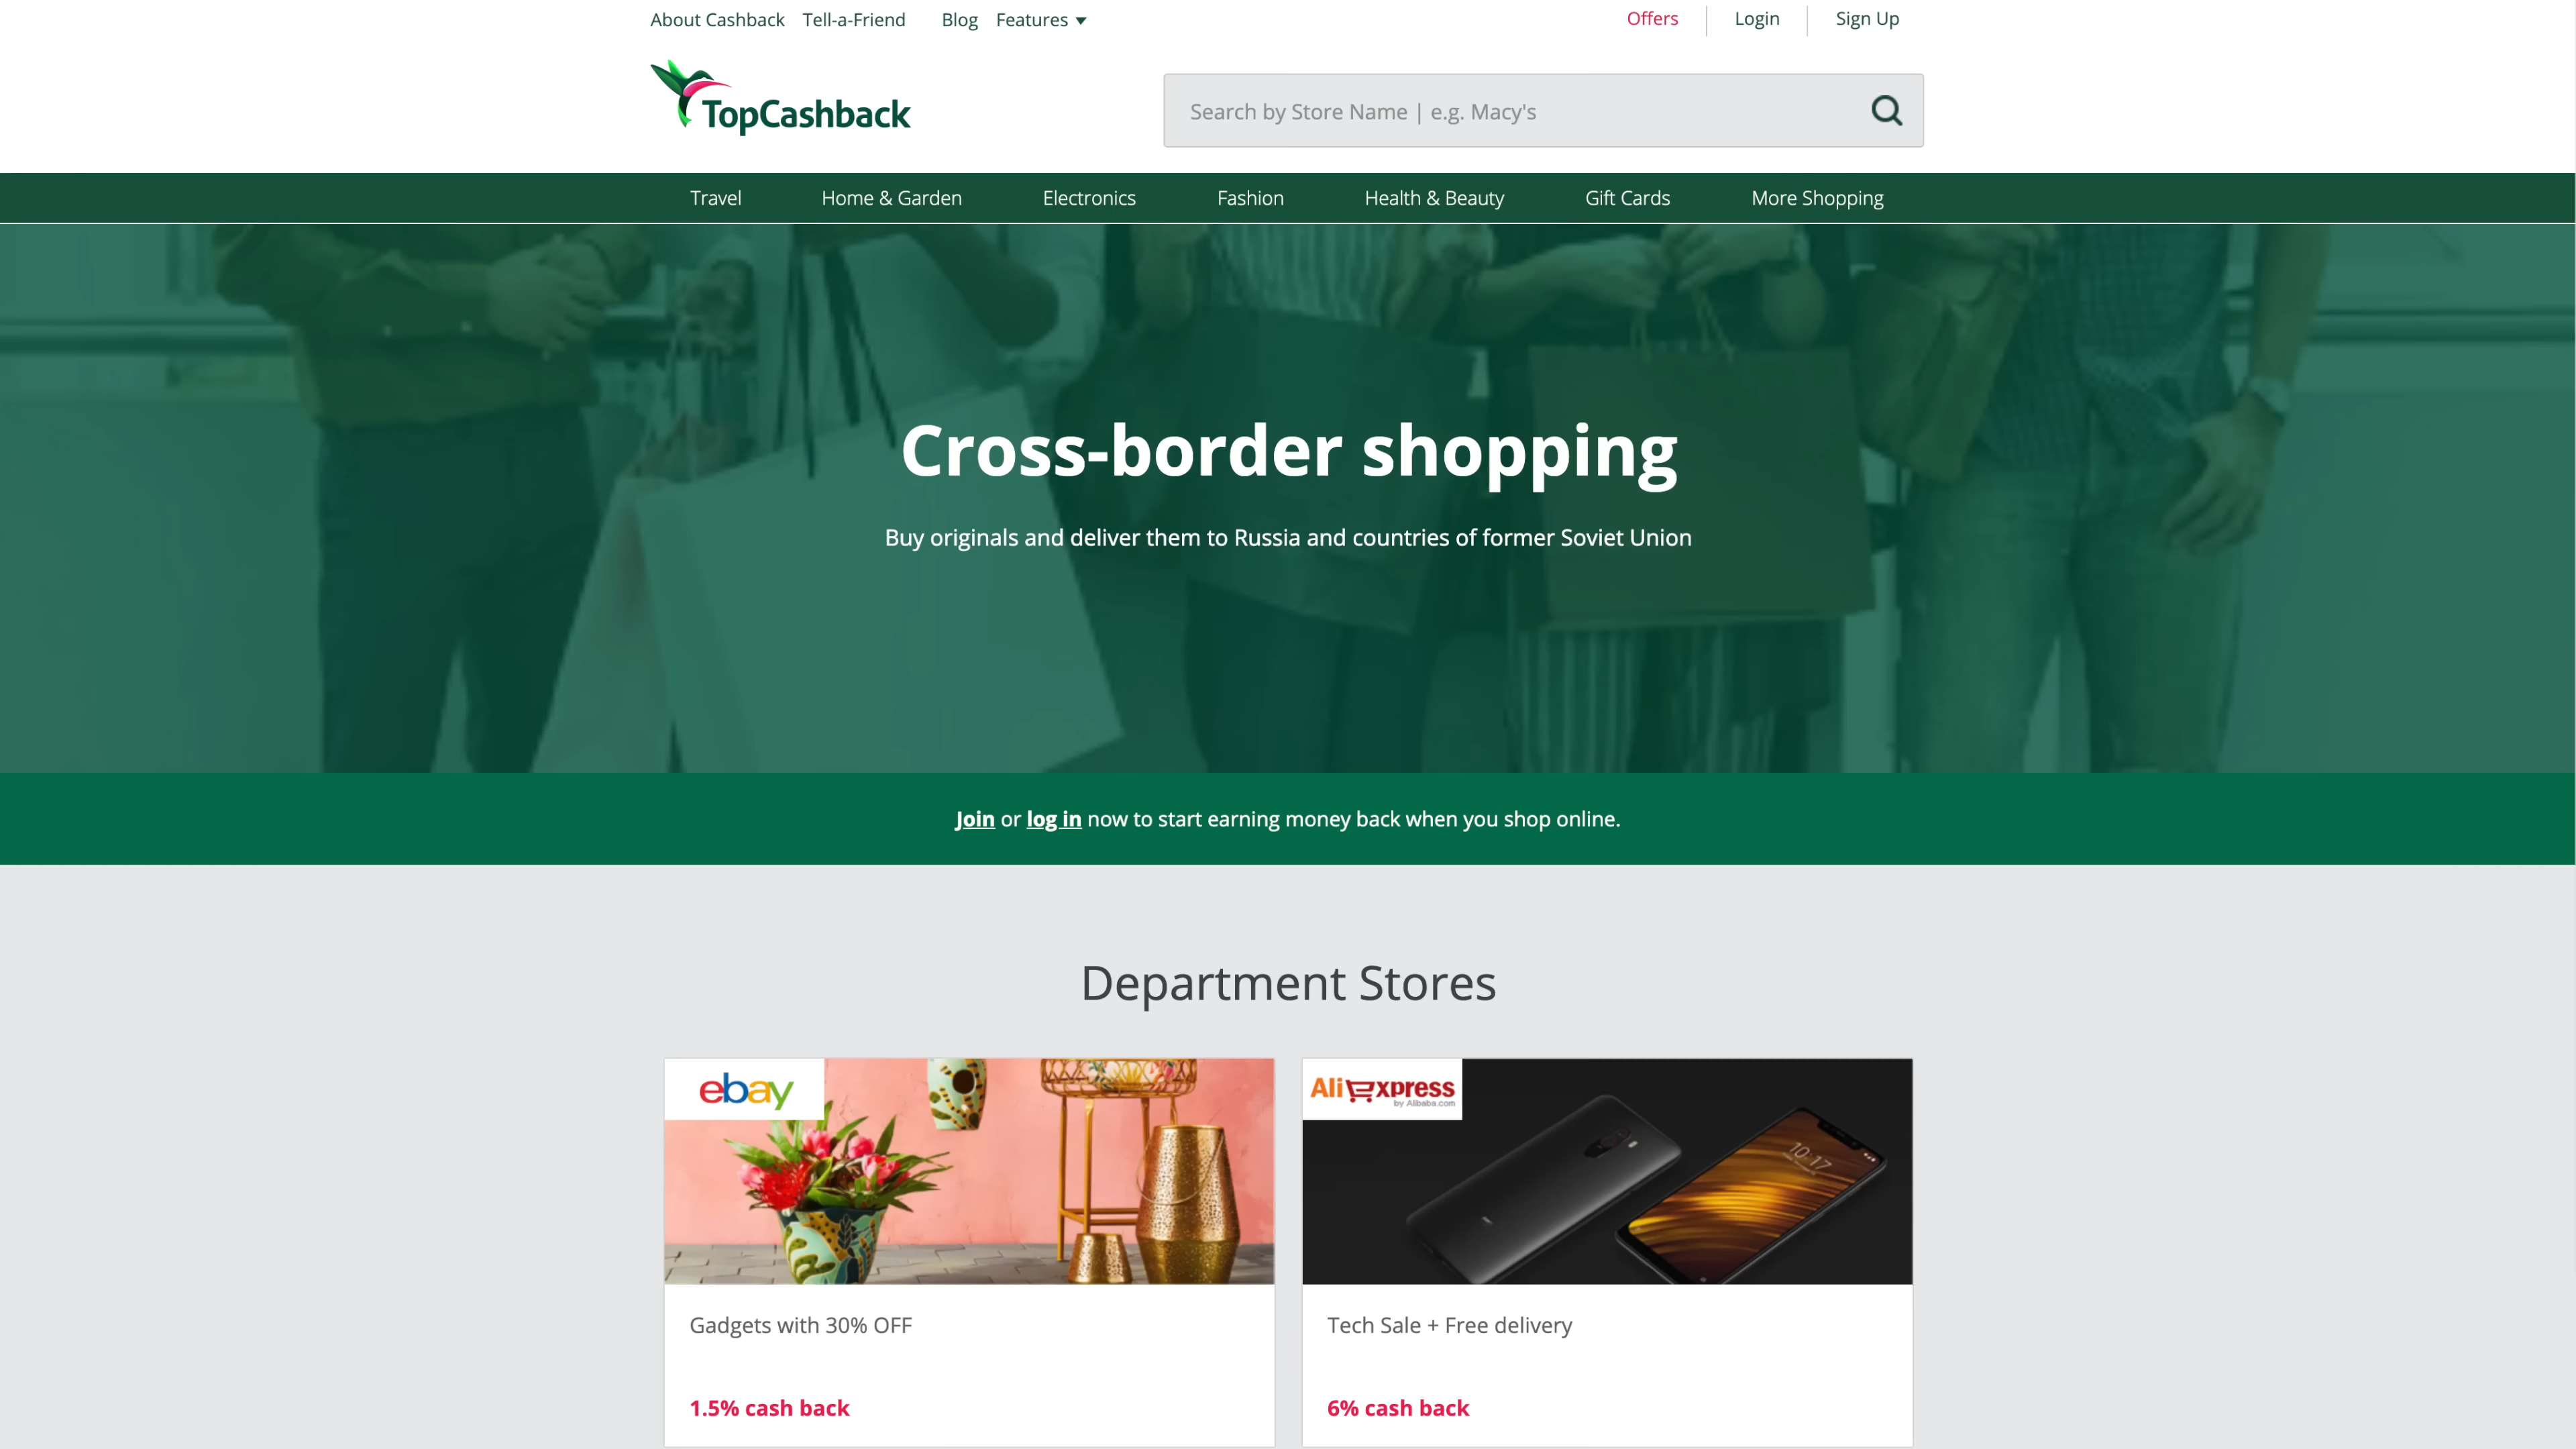 About Cashback Tell-a-Friend Blog Features
Offers Login Sign Up
TopCashback
Search by Store Name | e.g. Macy's
Travel Home & Garden Electronics Fashion Health & Beauty Gift Cards More Shopping
Cross-border shopping
Buy originals and deliver them to Russia and countries of former Soviet Union
Join or log in now to start earning money back when you shop online.
Department Stores
ebay
AliExpress
by Alibaba.com
10:17
Gadgets with 30% OFF
Tech Sale + Free delivery
1.5% cash back
6% cash back